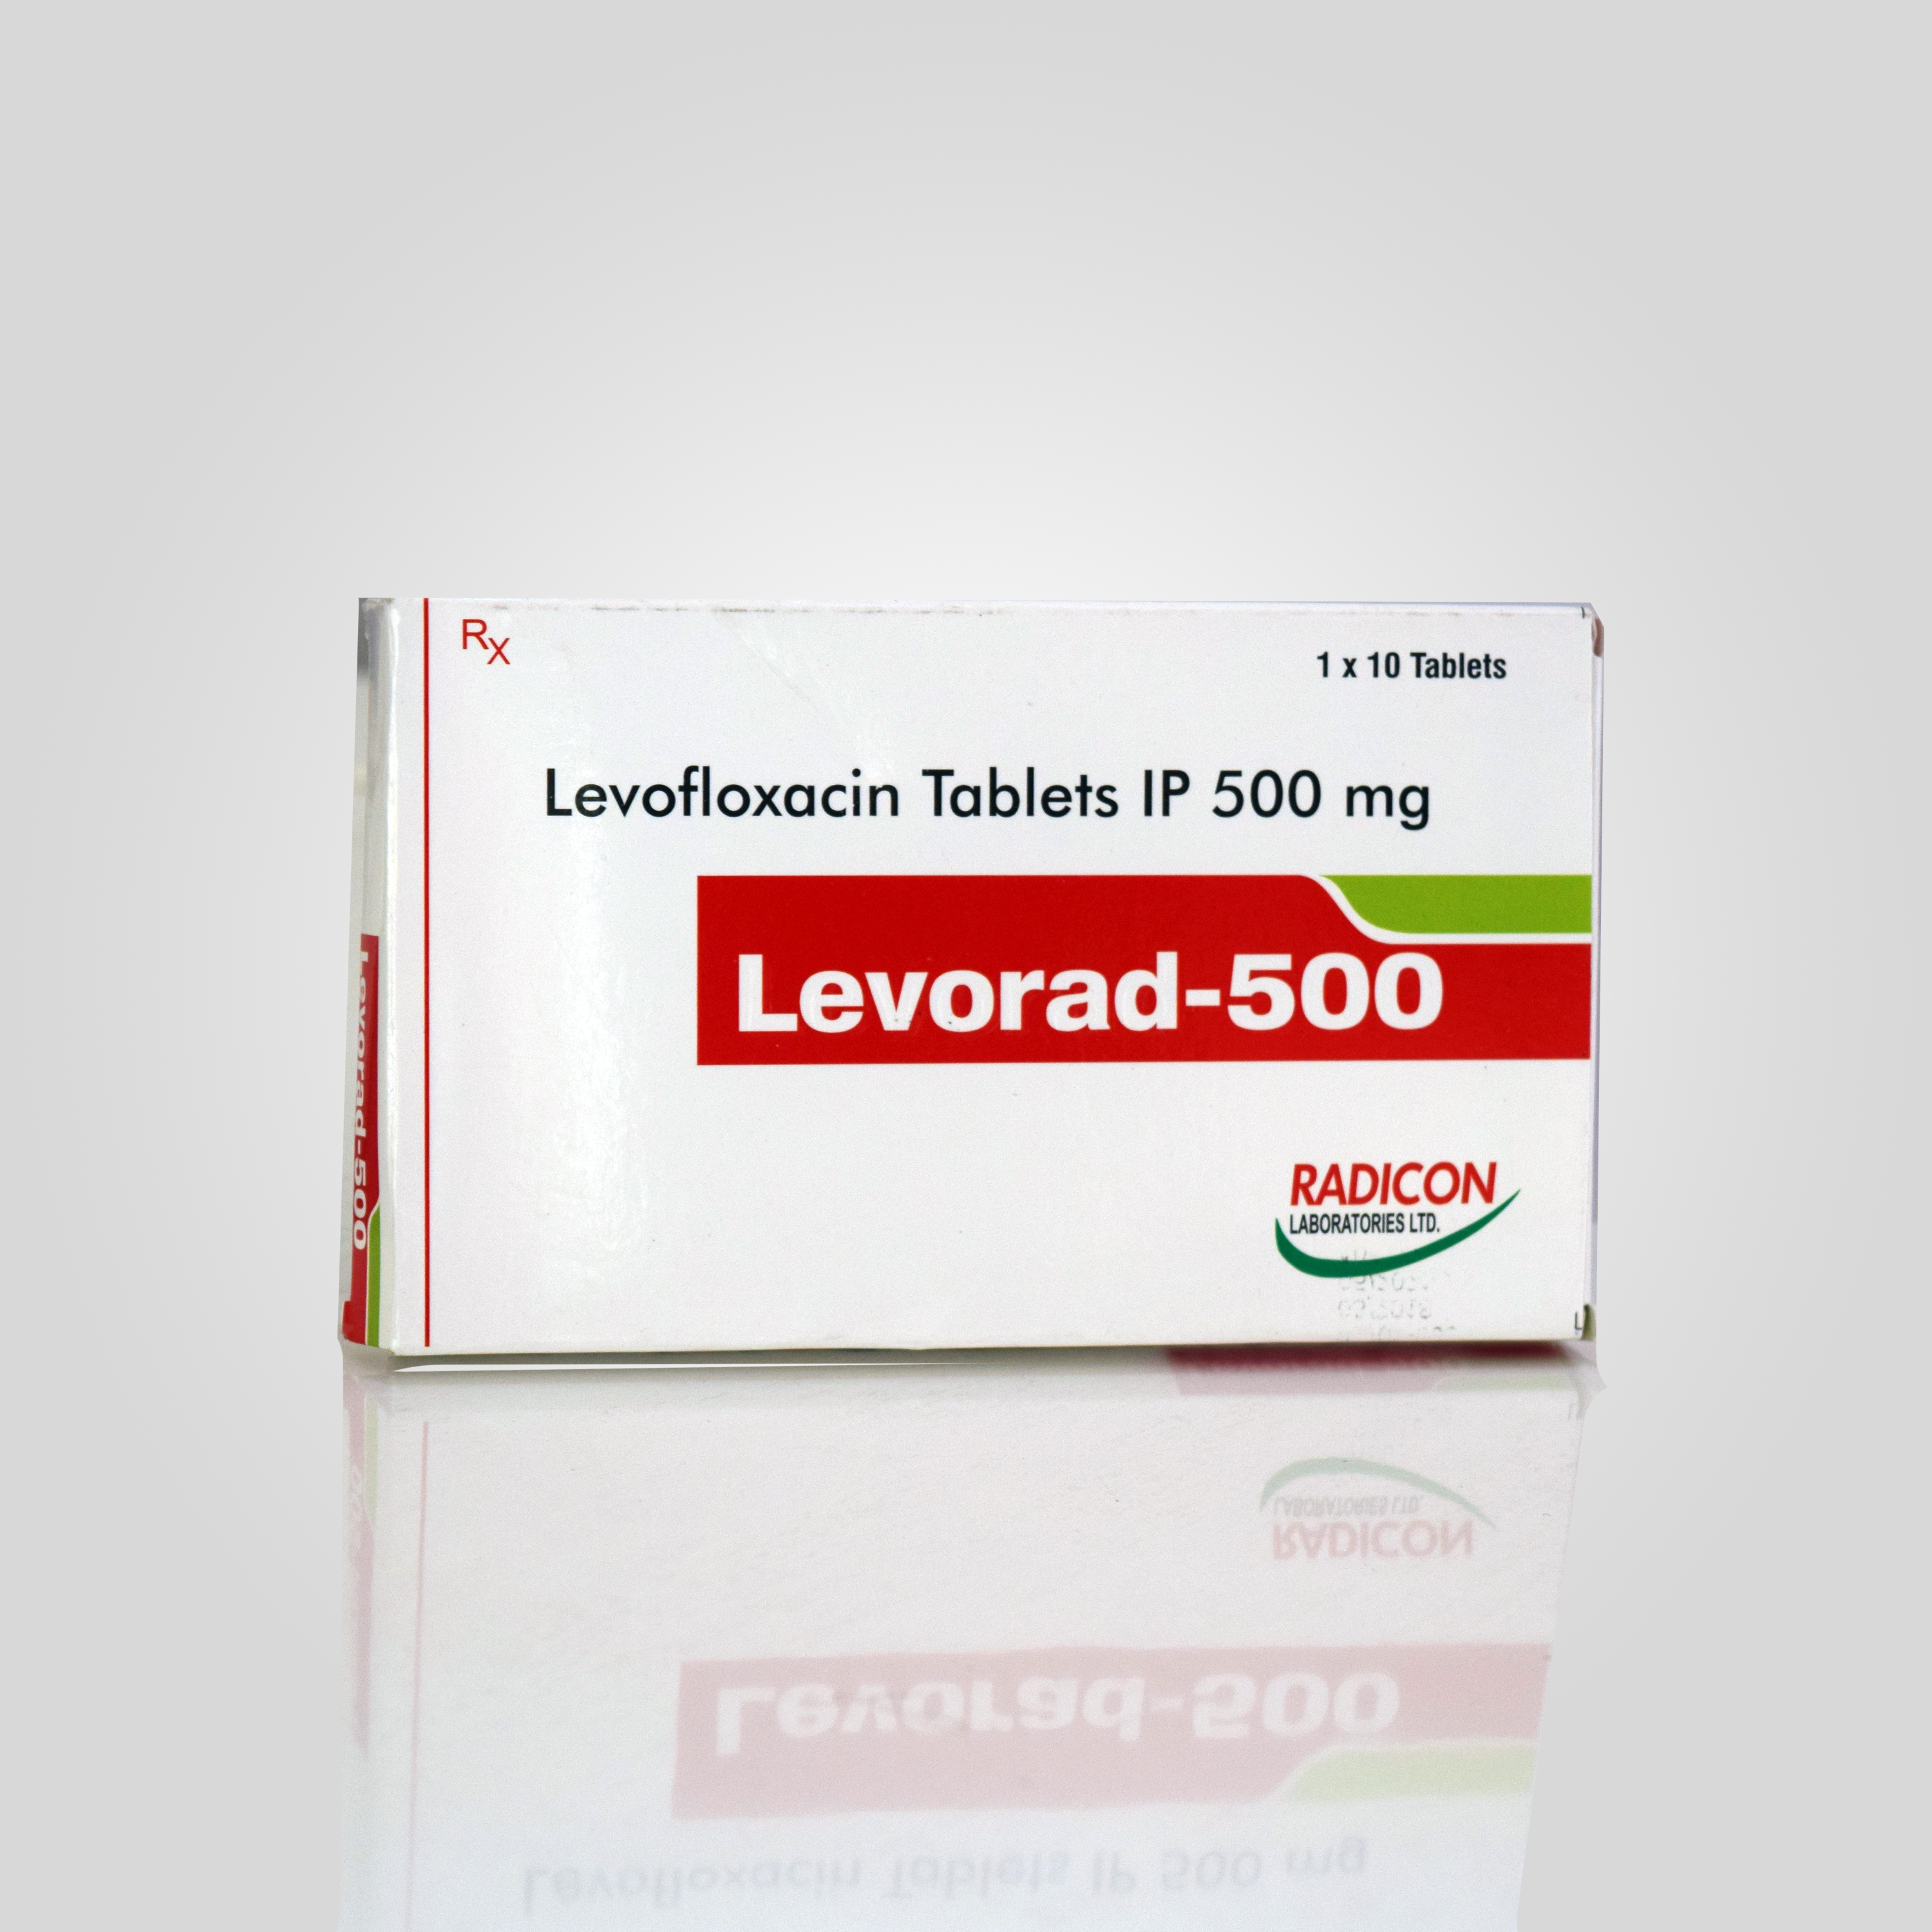 Rx
1 x 10 Tablets
Levofloxacin Tablets IP 500 mg
Levorad-500
RADICON
LABORATORIES LTD.
Levorad-500